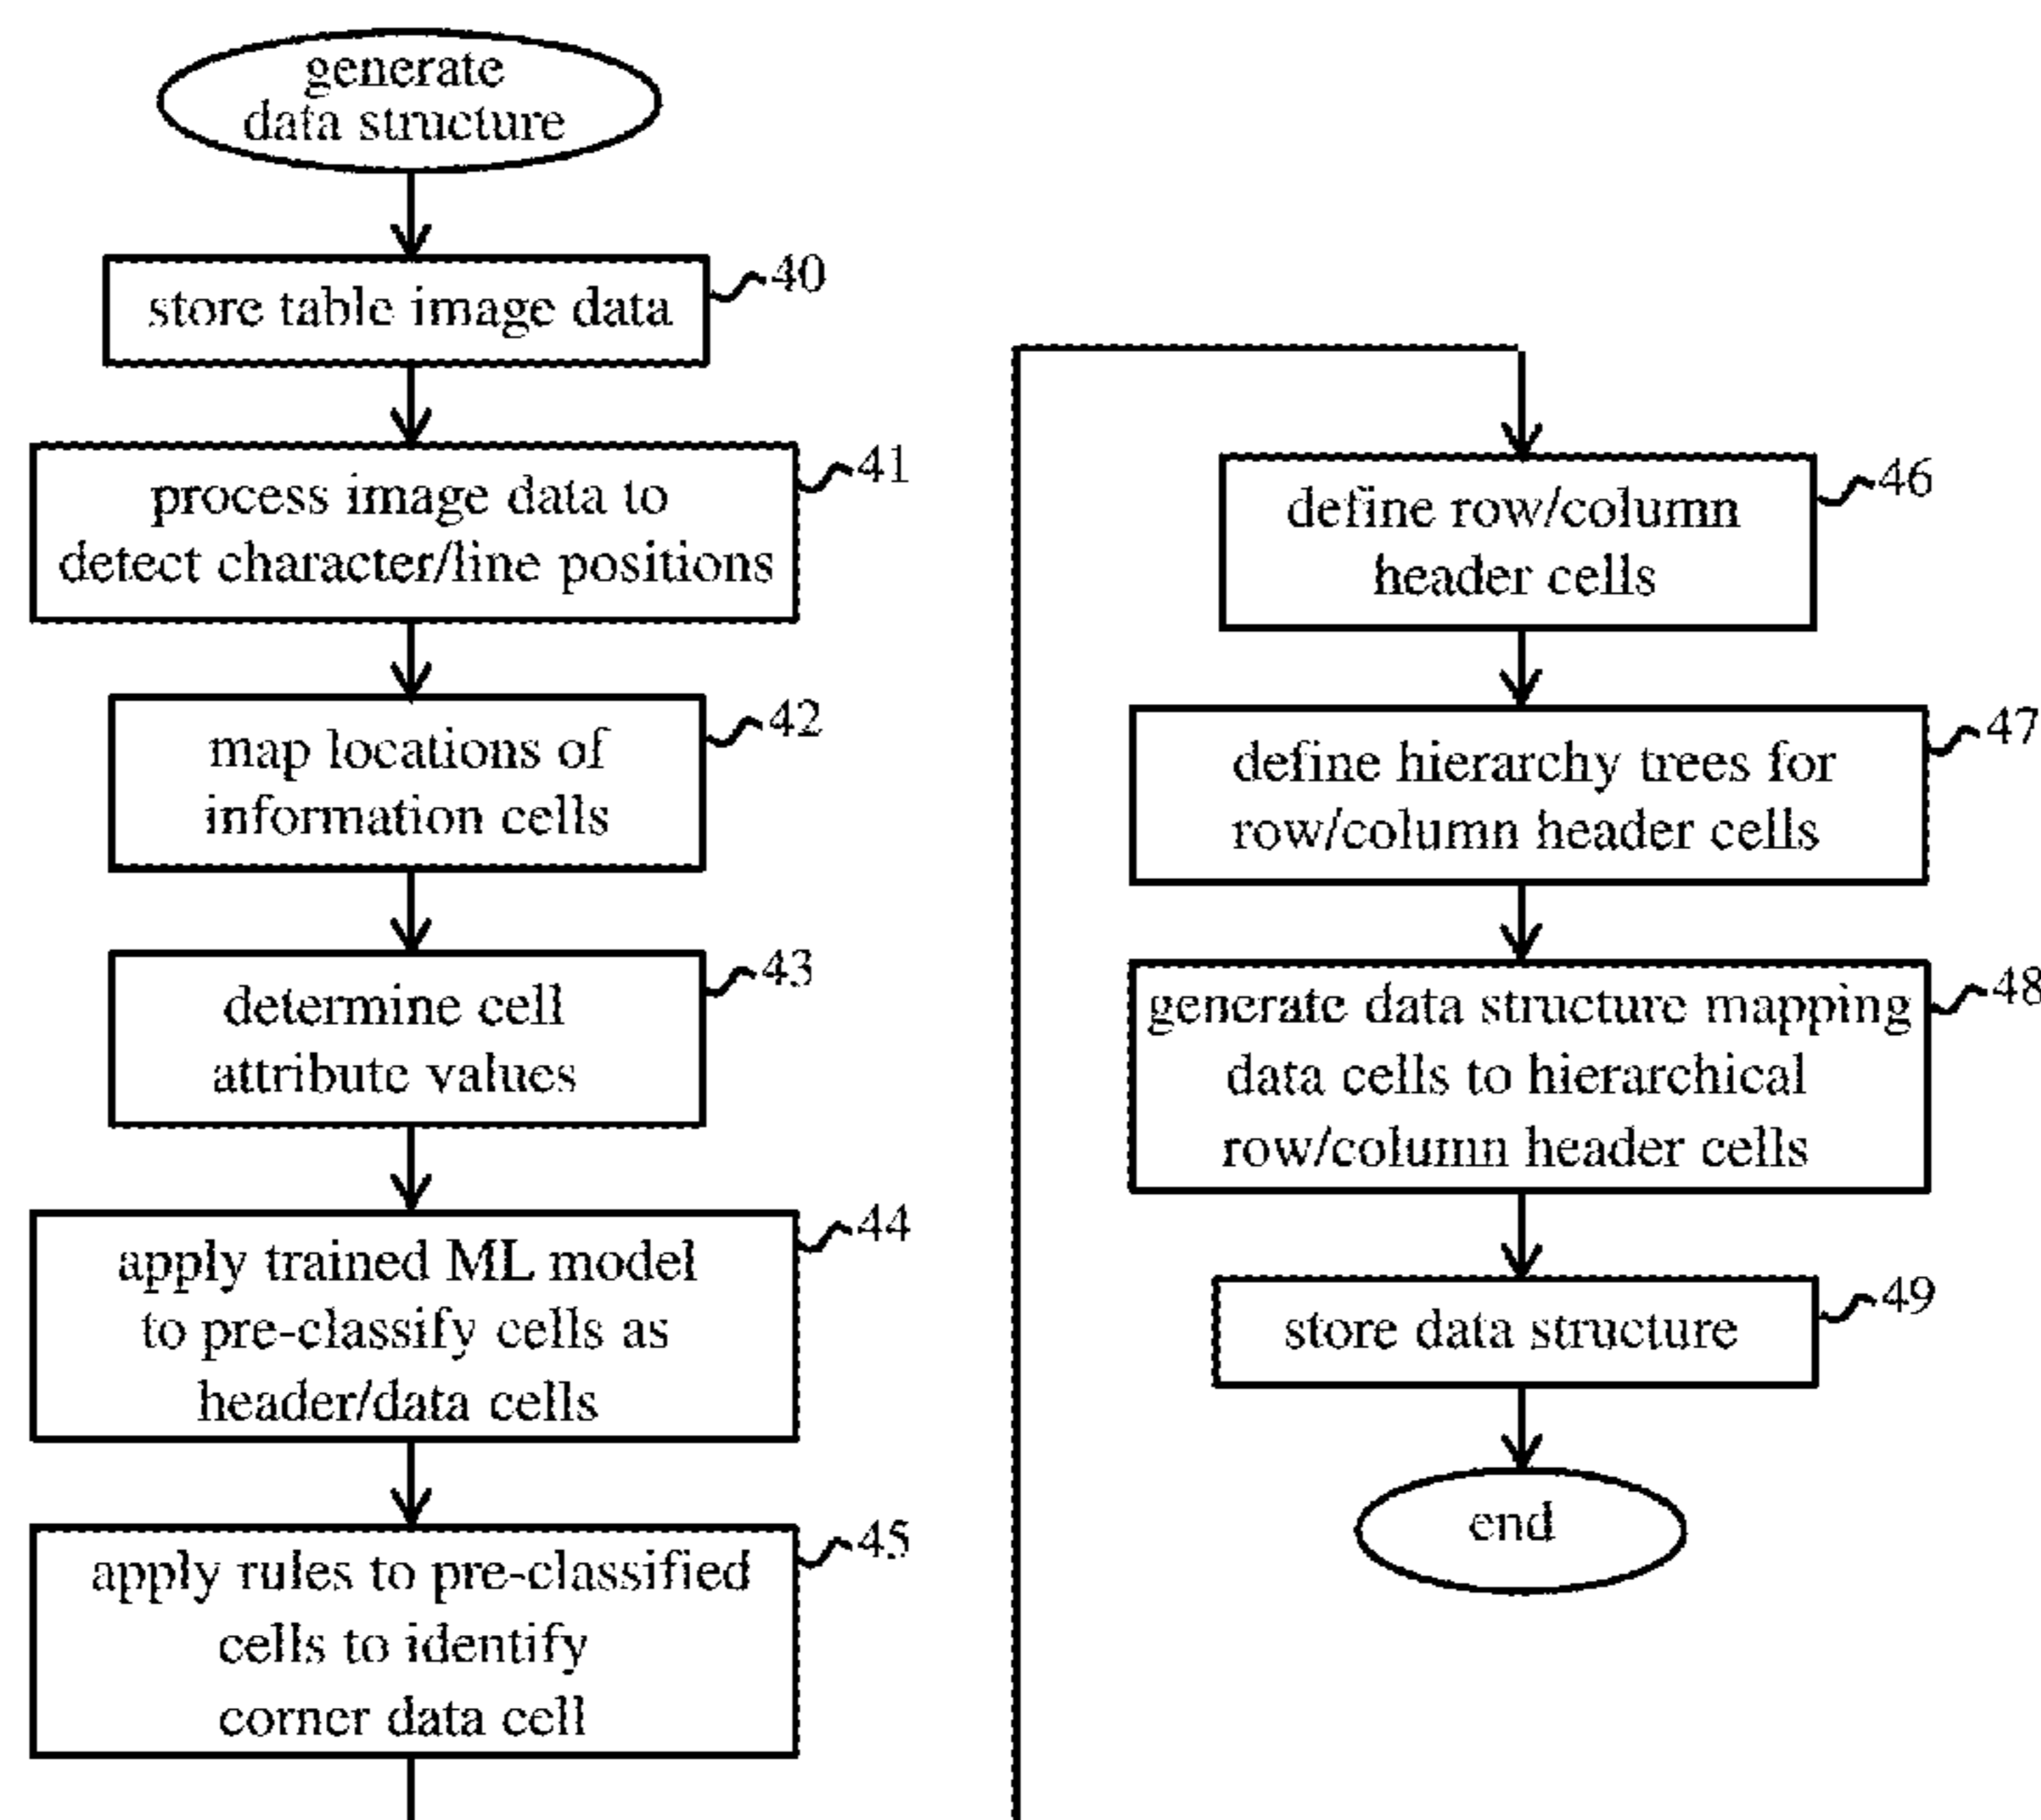 generate
data structure
40
store table image data
41
process image data to
detect character/line positions
42
map locations of
information cells
43
determine cell
attribute values
44
apply trained ML model
to pre-classify cells as
header/data cells
45
apply rules to pre-classified
cells to identify
corner data cell
46
define row/column
header cells
47
define hierarchy trees for
row/column header cells
48
generate data structure mapping
data cells to hierarchical
row/column header cells
49
store data structure
end